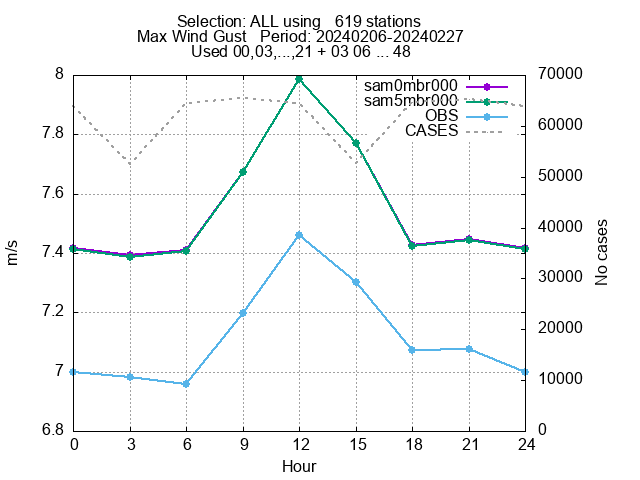 Selection: ALL using   619 stations
Max Wind Gust   Period: 20240206-20240227
Used 00,03,...,21 + 03 06 ... 48
8
7.8
7.6
7.4
7.2
7
6.8
m/s
70000
60000
50000
40000
30000
20000
10000
0
No cases
sam0mbr000
sam5mbr000
OBS
CASES
0 3 6 9 12 15 18 21 24
Hour